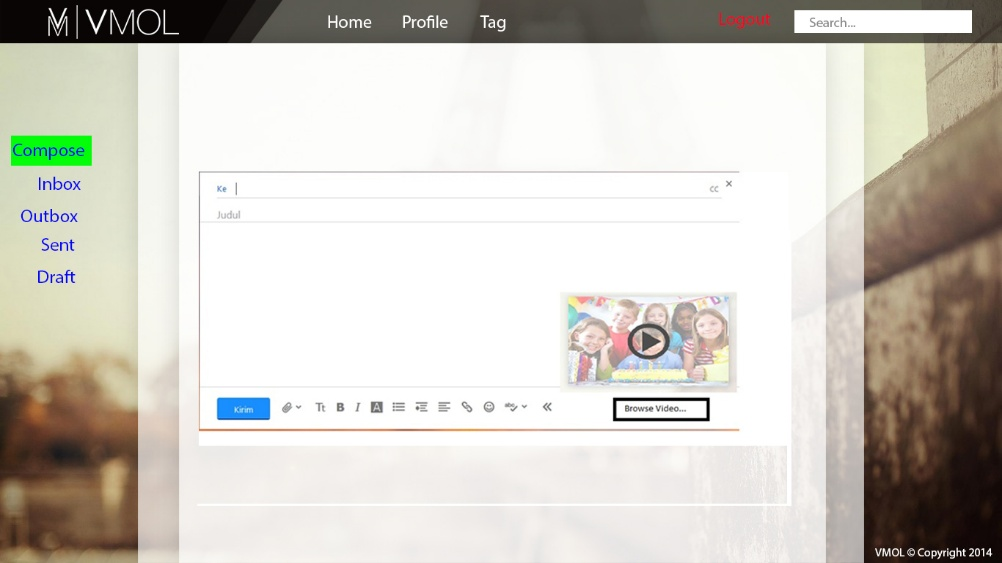 VMOL
Home Profile Tag
Logout
Search...
Compose
Inbox
Outbox
Sent
Draft
Ke
CC
Judul
Kirim
Tt B I A
Browse Video...
VMOL © Copyright 2014